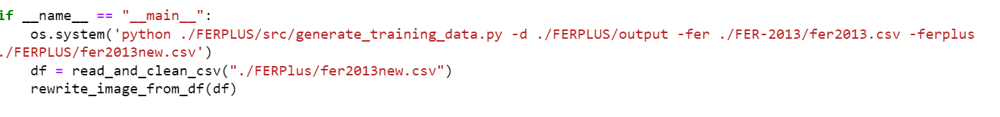 if __name__ == "__main__":
    os.system('python ./FERPLUS/src/generate_training_data.py -d ./FERPLUS/output -fer ./FER-2013/fer2013.csv -ferplus
./FERPLUS/fer2013new.csv')
    df = read_and_clean_csv("./FERPlus/fer2013new.csv")
    rewrite_image_from_df(df)